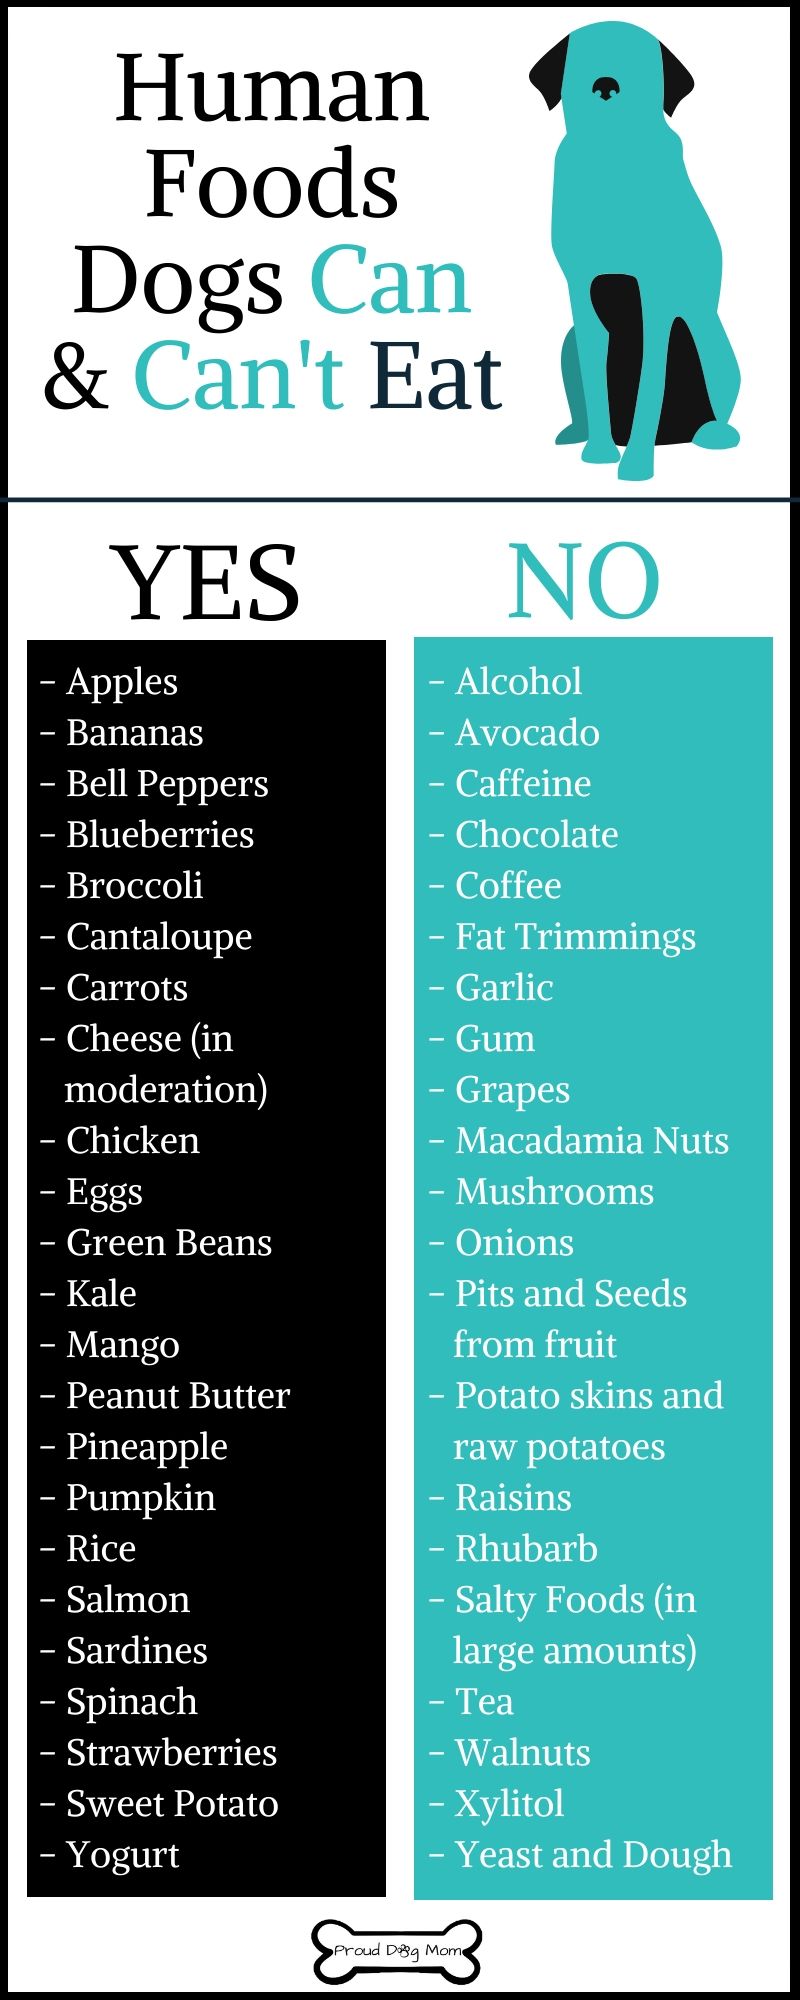 Human
Foods
Dogs Can
& Can't Eat
YES
- Apples
- Bananas
- Bell Peppers
- Blueberries
- Broccoli
- Cantaloupe
- Carrots
- Cheese (in
moderation)
- Chicken
- Eggs
- Green Beans
- Kale
- Mango
- Peanut Butter
- Pineapple
- Pumpkin
- Rice
- Salmon
- Sardines
- Spinach
- Strawberries
- Sweet Potato
- Yogurt
NO
- Alcohol
- Avocado
- Caffeine
- Chocolate
- Coffee
- Fat Trimmings
- Garlic
- Gum
- Grapes
- Macadamia Nuts
- Mushrooms
- Onions
- Pits and Seeds
from fruit
- Potato skins and
raw potatoes
- Raisins
- Rhubarb
- Salty Foods (in
large amounts)
- Tea
- Walnuts
- Xylitol
- Yeast and Dough
Proud Dog Mom